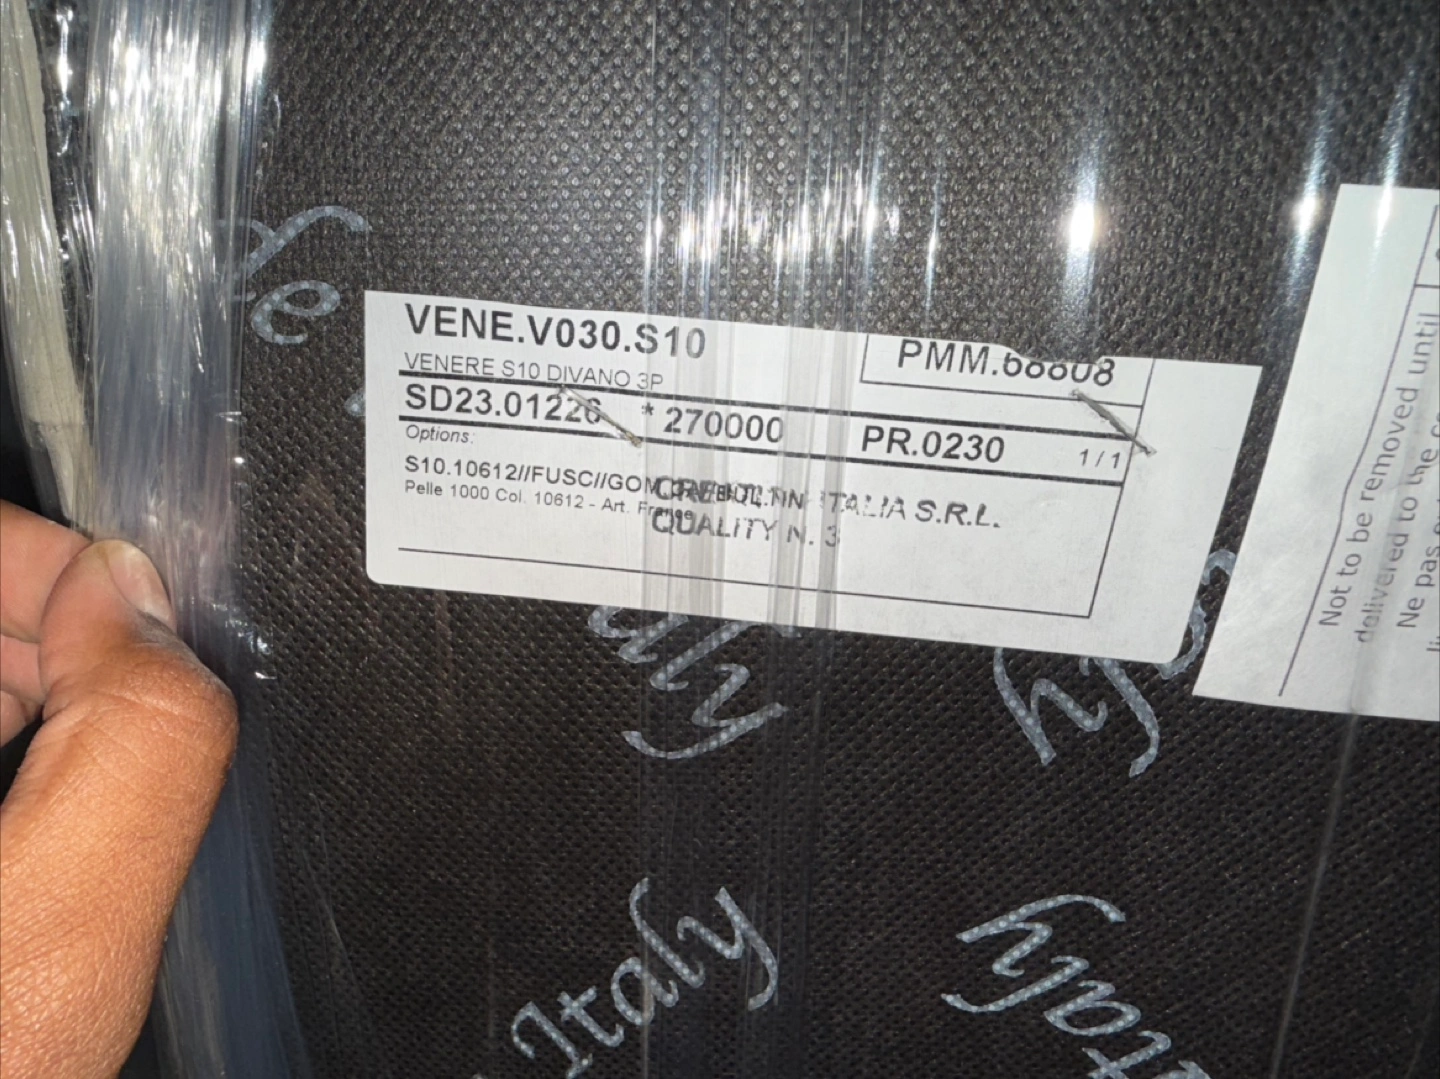 VENE.V030.S10
PMM.68808
VENERE S10 DIVANO 3P
SD23.01226 * 270000 PR.0230 1/1
Options:
S10.10612//FUSC//GOM
ITALIA S.R.L.
Pelle 1000 Col. 10612 - Art. France
QUALITY N. 3
Not to be removed until
delivered to the
Ne pas
Italy
Italy
Italy